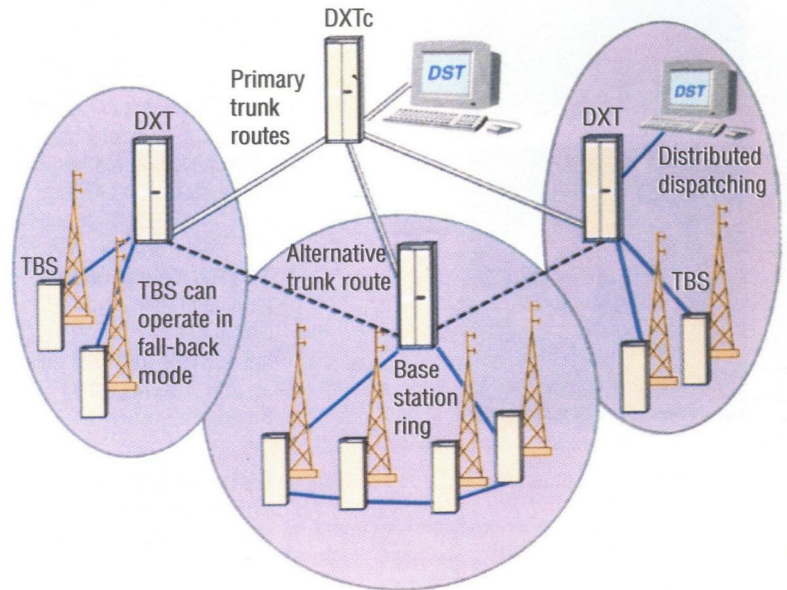 DXTc
DST
Primary
trunk
routes
DXT
DXT
DST
Distributed
dispatching
Alternative
trunk route
TBS
TBS can
operate in
fall-back
mode
TBS
Base
station
ring